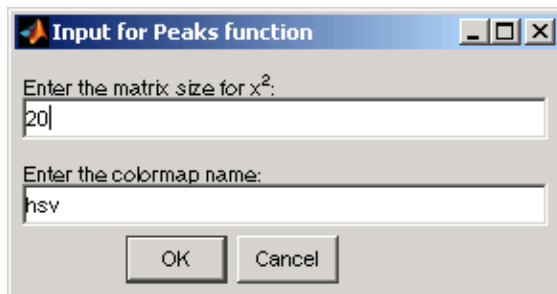 Input for Peaks function
Enter the matrix size for x²:
20
Enter the colormap name:
hsv
OK Cancel